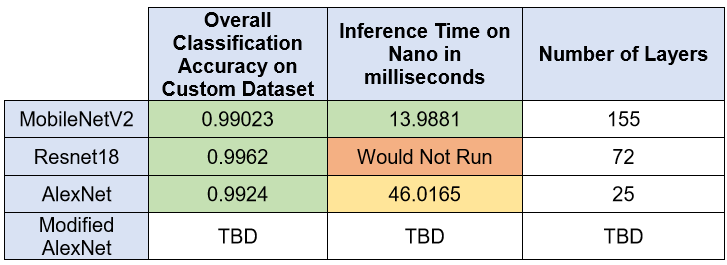 Overall Classification Accuracy on Custom Dataset
Inference Time on Nano in milliseconds
Number of Layers
MobileNetV2 0.99023 13.9881 155
Resnet18 0.9962 Would Not Run 72
AlexNet 0.9924 46.0165 25
Modified AlexNet TBD TBD TBD